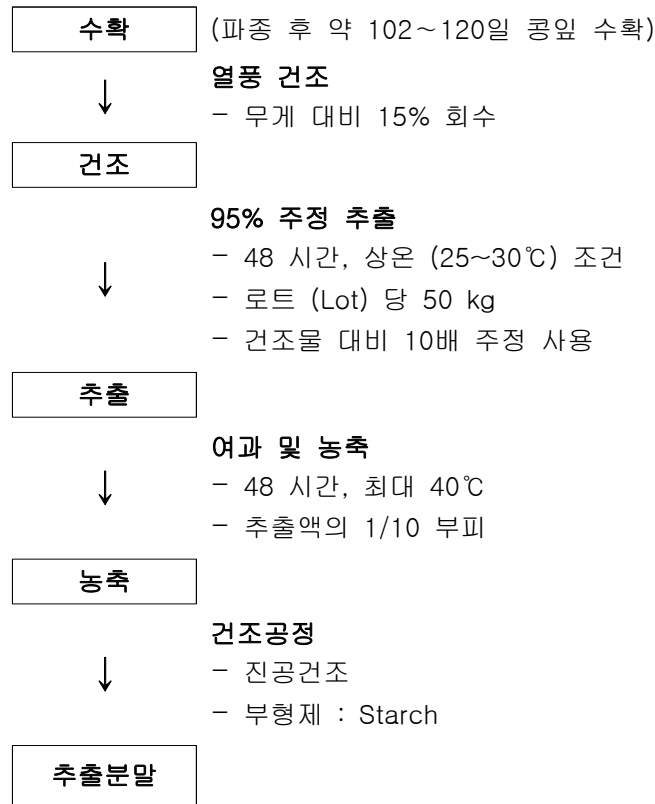 수확 (파종 후 약 102~120일 콩잎 수확)
↓
열풍 건조
- 무게 대비 15% 회수
건조
95% 주정 추출
↓
- 48 시간, 상온 (25~30℃) 조건
- 로트 (Lot) 당 50 kg
- 건조물 대비 10배 주정 사용
추출
여과 및 농축
↓
- 48 시간, 최대 40℃
- 추출액의 1/10 부피
농축
건조공정
↓
- 진공건조
- 부형제 : Starch
추출분말